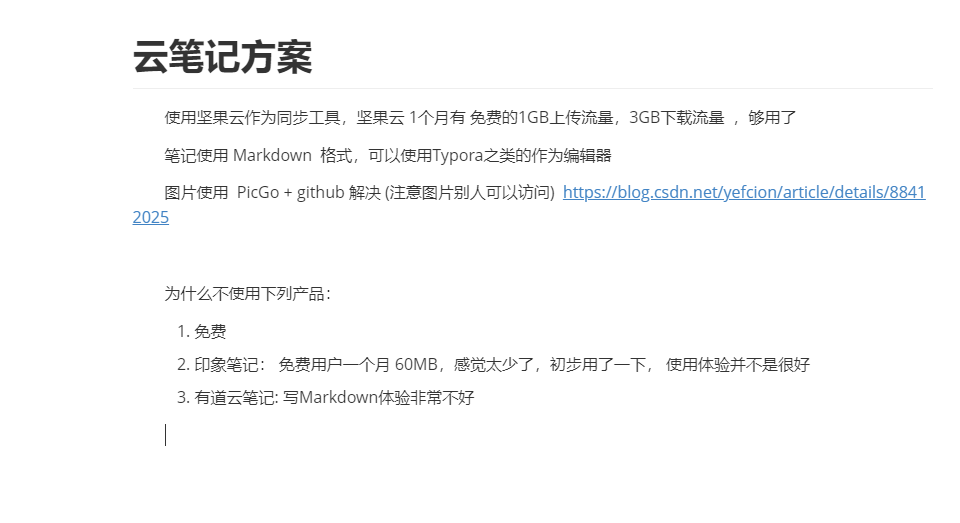 云笔记方案
使用坚果云作为同步工具，坚果云 1个月有 免费的1GB上传流量，3GB下载流量 ，够用了
笔记使用 Markdown 格式，可以使用Typora之类的作为编辑器
图片使用 PicGo + github 解决 (注意图片别人可以访问) https://blog.csdn.net/yefcion/article/details/8841
2025
为什么不使用下列产品：
1. 免费
2. 印象笔记： 免费用户一个月 60MB，感觉太少了，初步用了一下， 使用体验并不是很好
3. 有道云笔记: 写Markdown体验非常不好